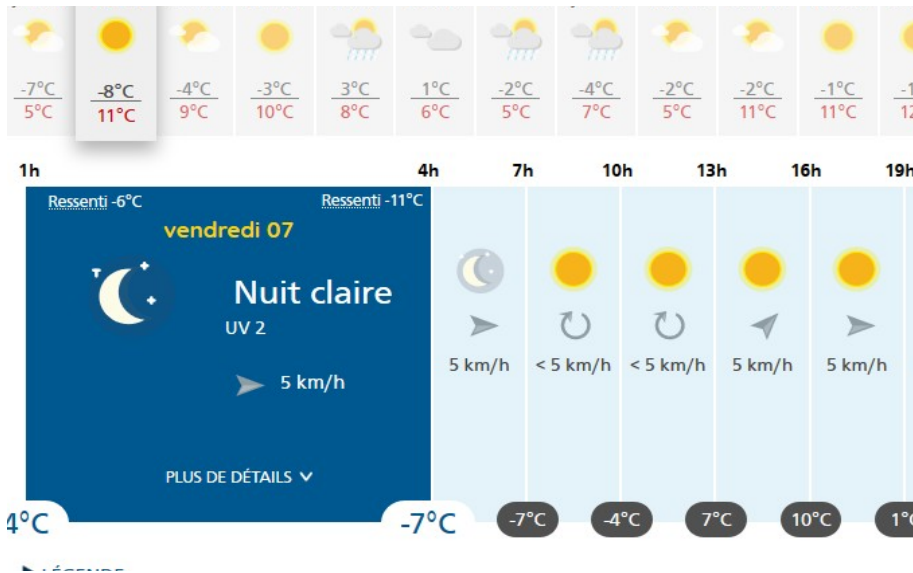 -7°C -8°C -4°C -3°C 3°C 1°C -2°C -4°C -2°C -2°C -1°C
5°C 11°C 9°C 10°C 8°C 6°C 5°C 7°C 5°C 11°C 11°C
1h 4h 7h 10h 13h 16h 19h
Ressenti -6°C Ressenti -11°C
vendredi 07
Nuit claire
UV 2
5 km/h < 5 km/h < 5 km/h 5 km/h 5 km/h
5 km/h
PLUS DE DÉTAILS
4°C -7°C -7°C -4°C 7°C 10°C 1°C
LÉGENDE